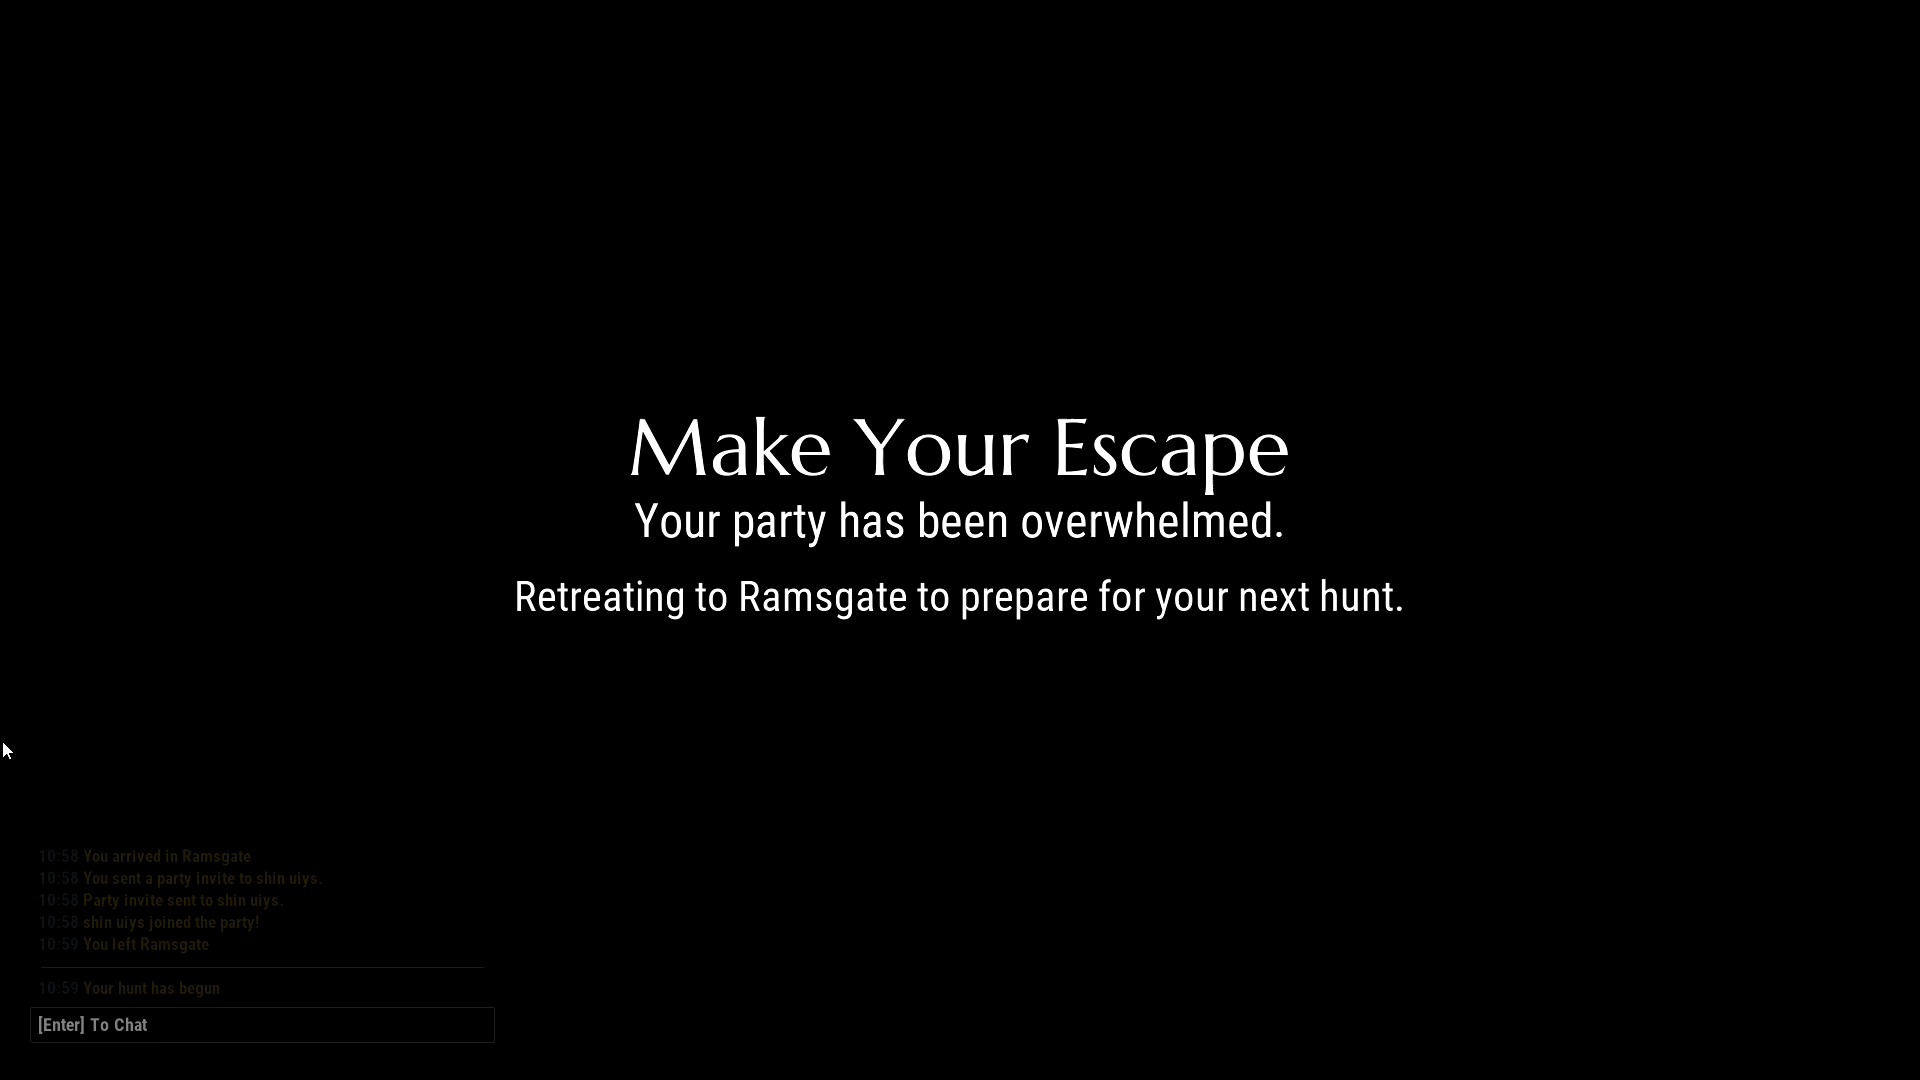 Make Your Escape
Your party has been overwhelmed.
Retreating to Ramsgate to prepare for your next hunt.
10:58 You arrived in Ramsgate
10:58 You sent a party invite to shin uiys.
10:58 Party invite sent to shin uiys.
10:58 shin uiys joined the party!
10:59 You left Ramsgate
10:59 Your hunt has begun
[Enter] To Chat